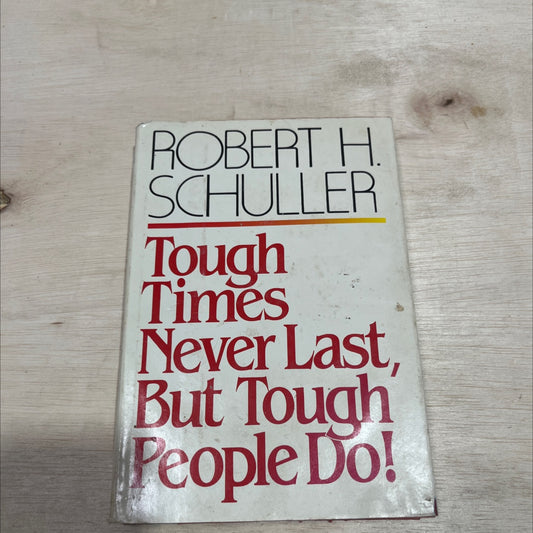 ROBERT H.
SCHULLER
Tough
Times
Never Last,
But Tough
People Do!